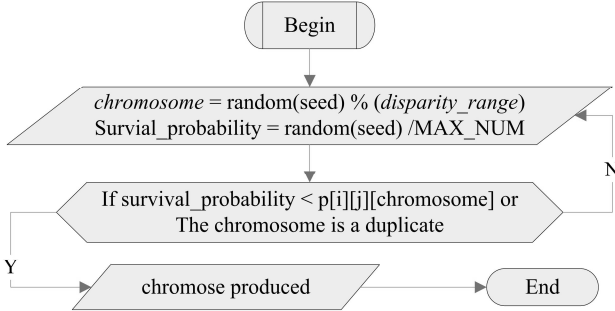 Begin
chromosome = random(seed) % (disparity_range)
Survial_probability = random(seed) /MAX_NUM
N
If survival_probability < p[i][j][chromosome] or
The chromosome is a duplicate
Y
chromose produced
End